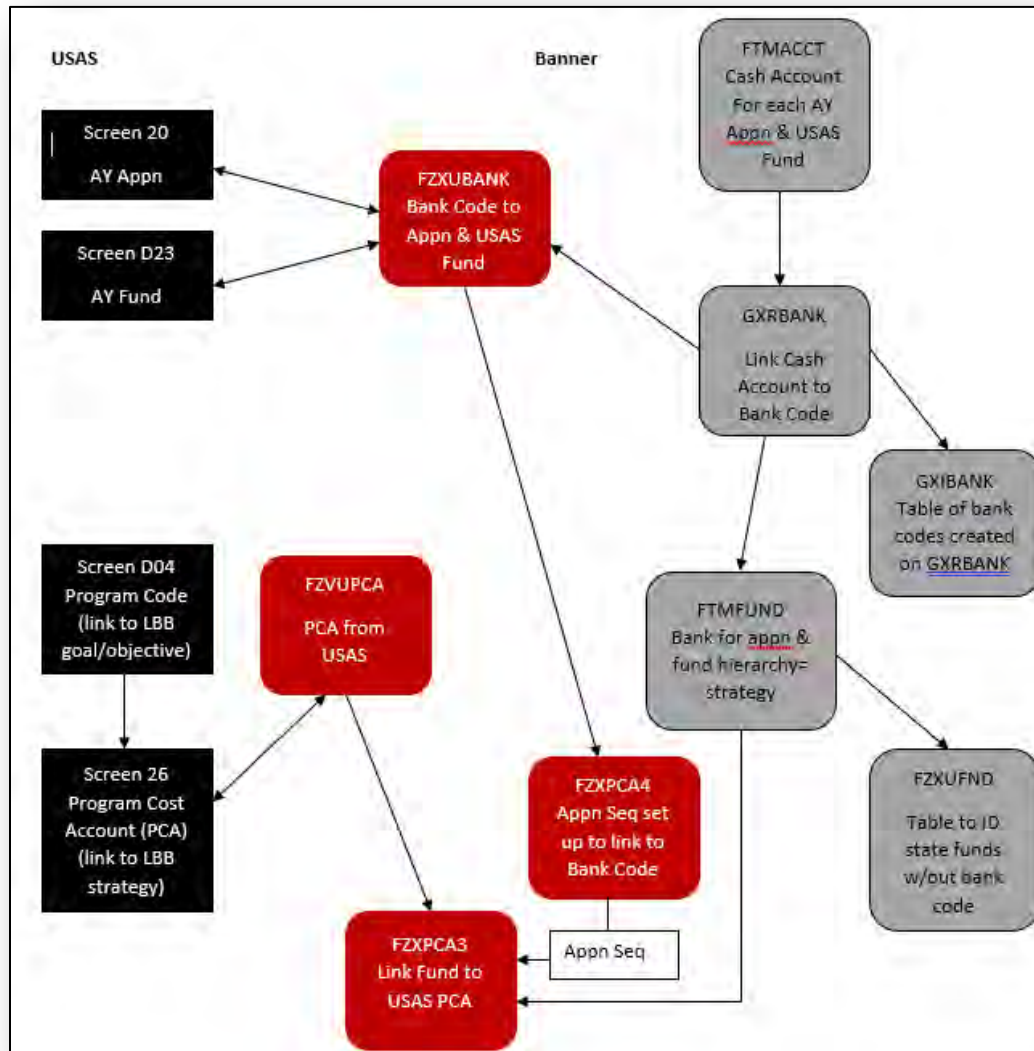 USAS
Banner
FTMACCT
Cash Account
For each AY
Appn & USAS
Fund
Screen 20
AY Appn
FZXUBANK
Bank Code to
Appn & USAS
Fund
Screen D23
AY Fund
GXRBANK
Link Cash
Account to
Bank Code
GXIBANK
Table of bank
codes created
on GXRBANK
Screen D04
Program Code
(link to LBB
goal/objective)
FZVUPCA
PCA from
USAS
FTMFUND
Bank for appn &
fund hierarchy=
strategy
Screen 26
Program Cost
Account (PCA)
(link to LBB
strategy)
FZXPCA4
Appn Seq set
up to link to
Bank Code
FZXUFND
Table to ID
state funds
w/out bank
code
FZXPCA3
Link Fund to
USAS PCA
Appn Seq